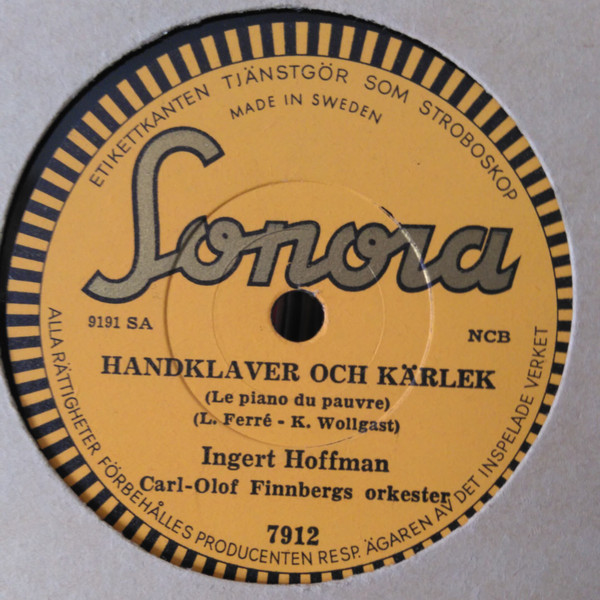 ETIKETTKANTEN TJÄNSTGÖR SOM STROBOSKOP
MADE IN SWEDEN
Sonora
9191 SA
NCB
HANDKLAVER OCH KÄRLEK
(Le piano du pauvre)
(L. Ferré - K. Wollgast)
Ingert Hoffman
Carl-Olof Finnbergs orkester
7912
ALLA RÄTTIGHETER FÖRBEHÅLLES PRODUCENTEN RESP. ÄGAREN AV DET INSPELADE VERKET